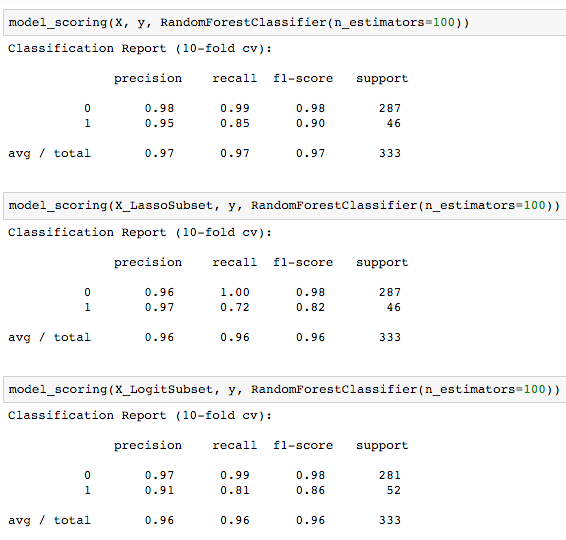 model_scoring(X, y, RandomForestClassifier(n_estimators=100))
Classification Report (10-fold cv):
precision recall f1-score support
0 0.98 0.99 0.98 287
1 0.95 0.85 0.90 46
avg / total 0.97 0.97 0.97 333
model_scoring(X_LassoSubset, y, RandomForestClassifier(n_estimators=100))
Classification Report (10-fold cv):
precision recall f1-score support
0 0.96 1.00 0.98 287
1 0.97 0.72 0.82 46
avg / total 0.96 0.96 0.96 333
model_scoring(X_LogitSubset, y, RandomForestClassifier(n_estimators=100))
Classification Report (10-fold cv):
precision recall f1-score support
0 0.97 0.99 0.98 281
1 0.91 0.81 0.86 52
avg / total 0.96 0.96 0.96 333